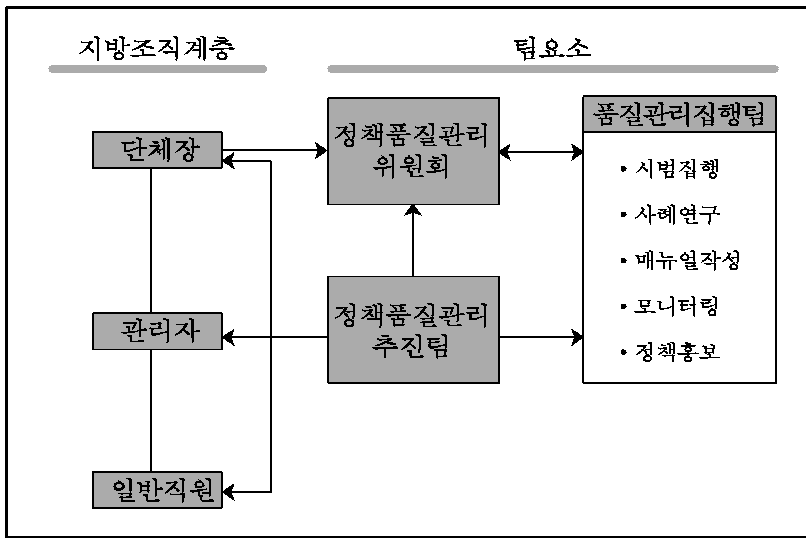 지방조직계층
팀요소
단체장
관리자
일반직원
정책품질관리
위원회
정책품질관리
추진팀
품질관리집행팀
• 시범집행
• 사례연구
• 매뉴얼작성
• 모니터링
• 정책홍보